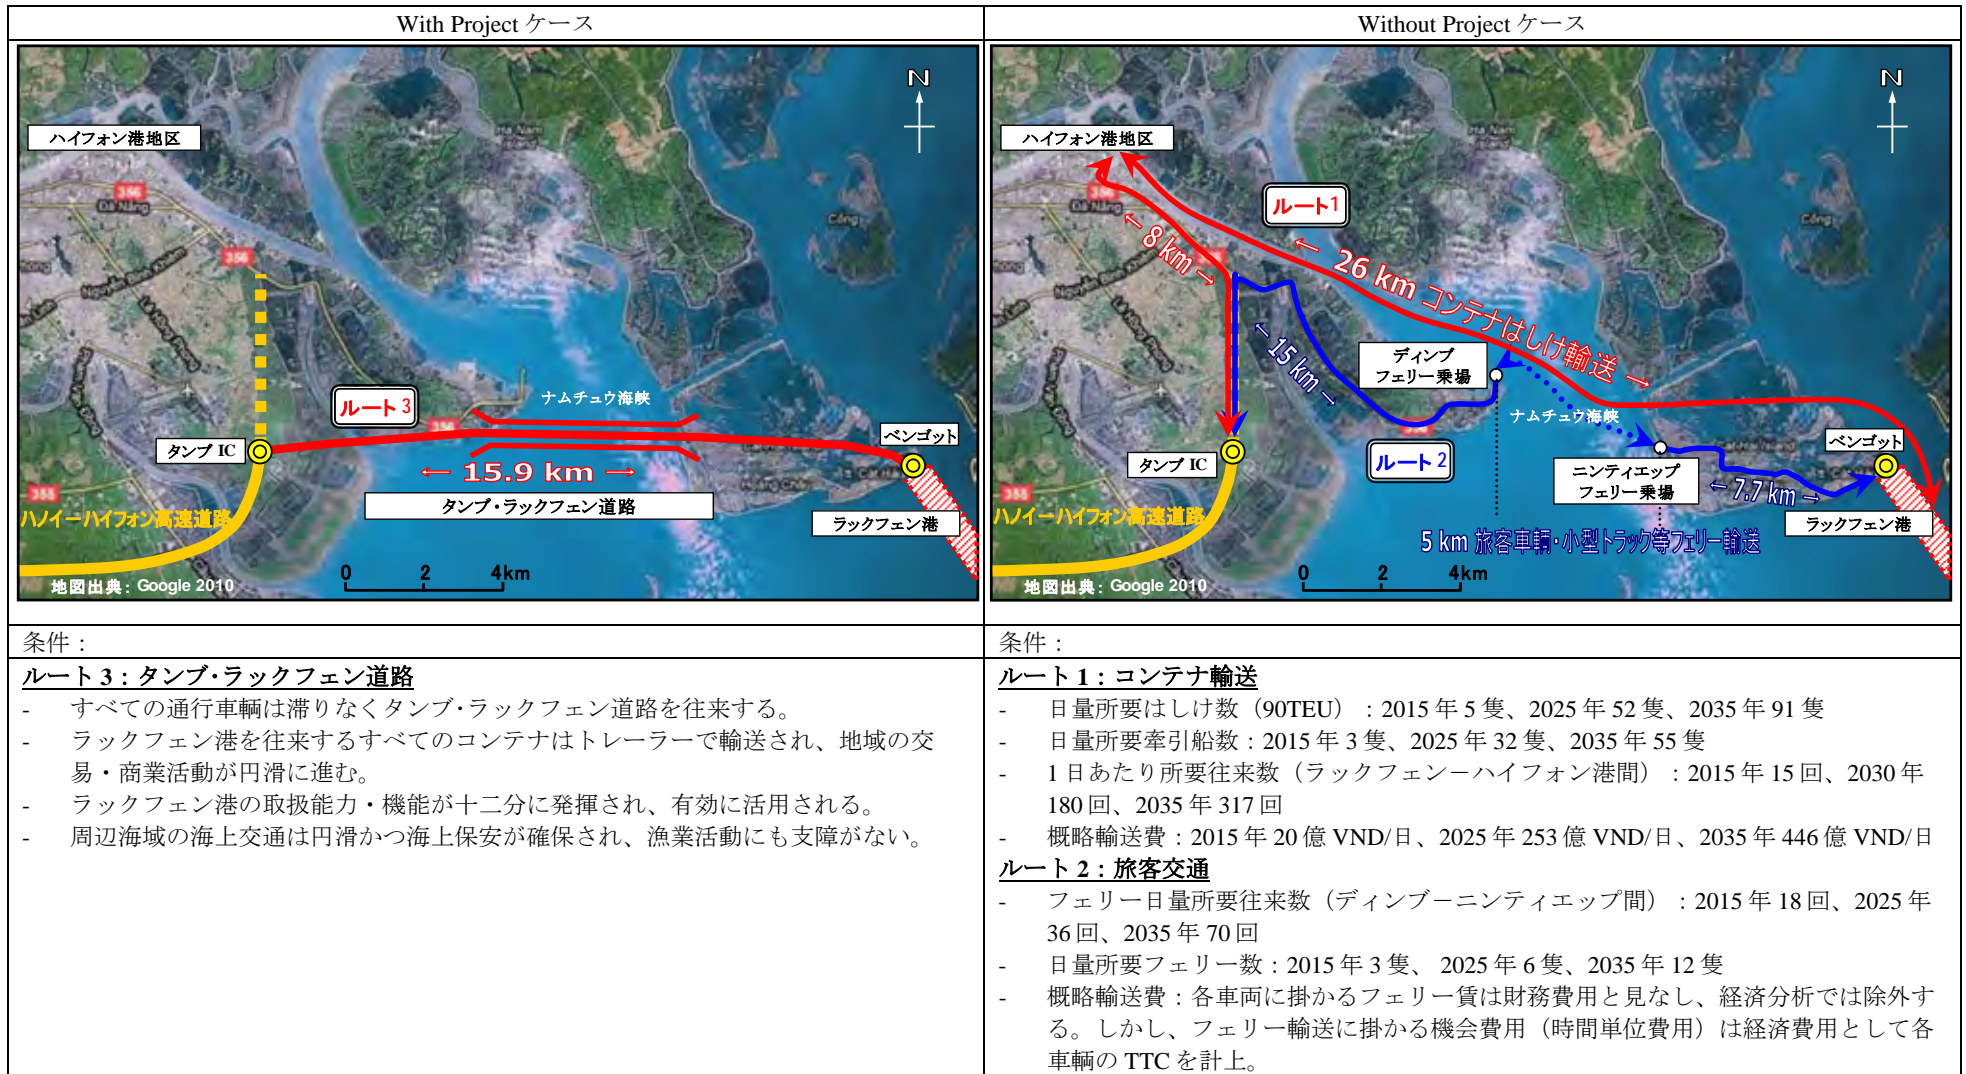 With Project ケース
ハイフォン港地区
N
Ha Nam
356
Đà Nẵng
356
ルート 3
356
ナムチュウ海峡
タンブ IC
← 15.9 km →
タンブ・ラックフェン道路
ベンゴット
ラックフェン港
355
ハノイーハイフォン高速道路
地図出典: Google 2010
0 2 4km
Without Project ケース
ハイフォン港地区
N
ルート1
356
Đà Nẵng
← 8 km →
← 26 km コンテナはしけ輸送 →
Công
← 15 km →
ディンブ
フェリー乗場
ナムチュウ海峡
タンブ IC
ルート 2
ニンティエップ
フェリー乗場
← 7.7 km →
ベンゴット
ラックフェン港
355
ハノイーハイフォン高速道路
5 km 旅客車輌・小型トラック等フェリー輸送
地図出典: Google 2010
0 2 4km
条件：
ルート 3：タンブ・ラックフェン道路
- すべての通行車輌は滞りなくタンブ・ラックフェン道路を往来する。
- ラックフェン港を往来するすべてのコンテナはトレーラーで輸送され、地域の交
易・商業活動が円滑に進む。
- ラックフェン港の取扱能力・機能が十二分に発揮され、有効に活用される。
- 周辺海域の海上交通は円滑かつ海上保安が確保され、漁業活動にも支障がない。
条件：
ルート 1：コンテナ輸送
- 日量所要はしけ数（90TEU）：2015 年 5 隻、2025 年 52 隻、2035 年 91 隻
- 日量所要牽引船数：2015 年 3 隻、2025 年 32 隻、2035 年 55 隻
- 1 日あたり所要往来数（ラックフェン－ハイフォン港間）：2015 年 15 回、2030 年
180 回、2035 年 317 回
- 概略輸送費：2015 年 20 億 VND/日、2025 年 253 億 VND/日、2035 年 446 億 VND/日
ルート 2：旅客交通
- フェリー日量所要往来数（ディンブ－ニンティエップ間）：2015 年 18 回、2025 年
36 回、2035 年 70 回
- 日量所要フェリー数：2015 年 3 隻、 2025 年 6 隻、2035 年 12 隻
- 概略輸送費：各車両に掛かるフェリー賃は財務費用と見なし、経済分析では除外す
る。しかし、フェリー輸送に掛かる機会費用（時間単位費用）は経済費用として各
車輌の TTC を計上。